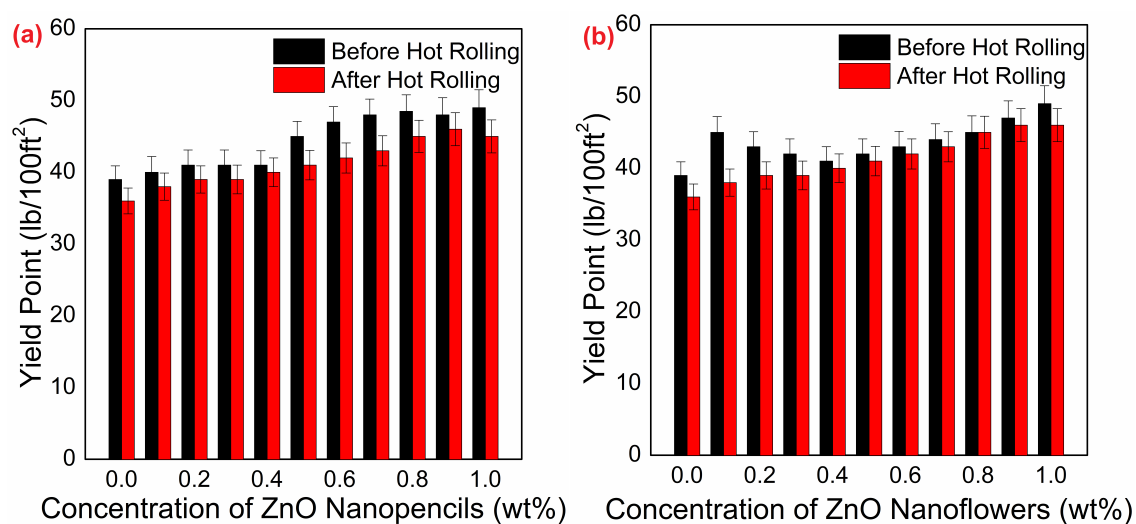 (a)
Before Hot Rolling
After Hot Rolling
Yield Point (lb/100ft²)
60
50
40
30
20
10
0
0.0 0.2 0.4 0.6 0.8 1.0
Concentration of ZnO Nanopencils (wt%)
(b)
Before Hot Rolling
After Hot Rolling
Yield Point (lb/100ft²)
60
50
40
30
20
10
0
0.0 0.2 0.4 0.6 0.8 1.0
Concentration of ZnO Nanoflowers (wt%)